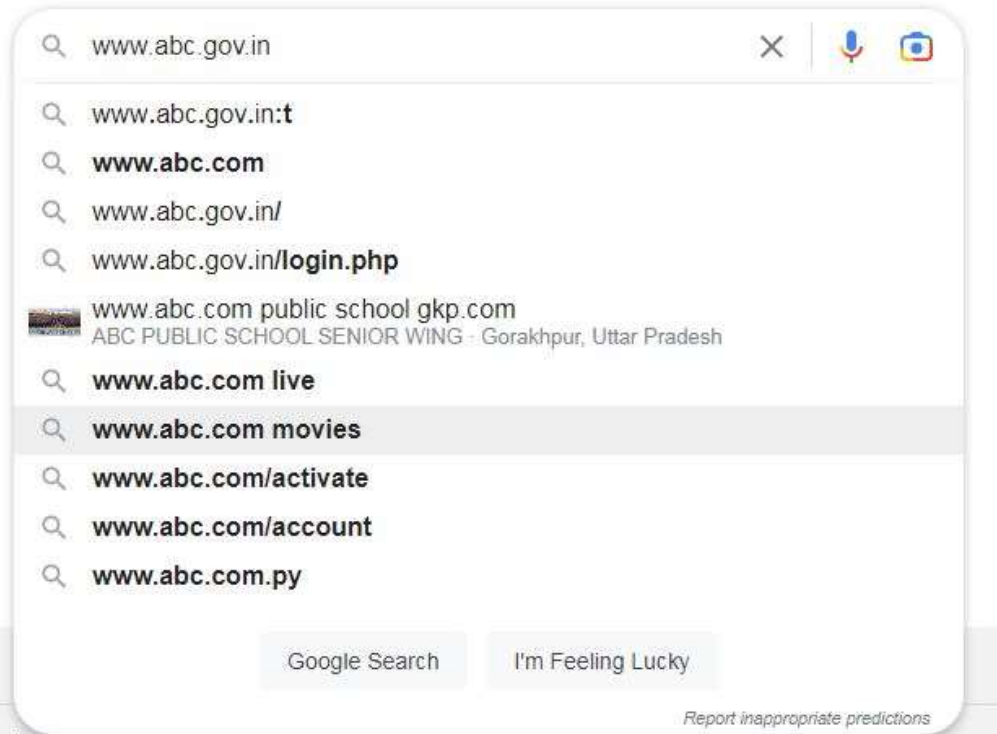 www.abc.gov.in
www.abc.gov.in:t
www.abc.com
www.abc.gov.in/
www.abc.gov.in/login.php
www.abc.com public school gkp.com
ABC PUBLIC SCHOOL SENIOR WING · Gorakhpur, Uttar Pradesh
www.abc.com live
www.abc.com movies
www.abc.com/activate
www.abc.com/account
www.abc.com.py
Google Search
I'm Feeling Lucky
Report inappropriate predictions